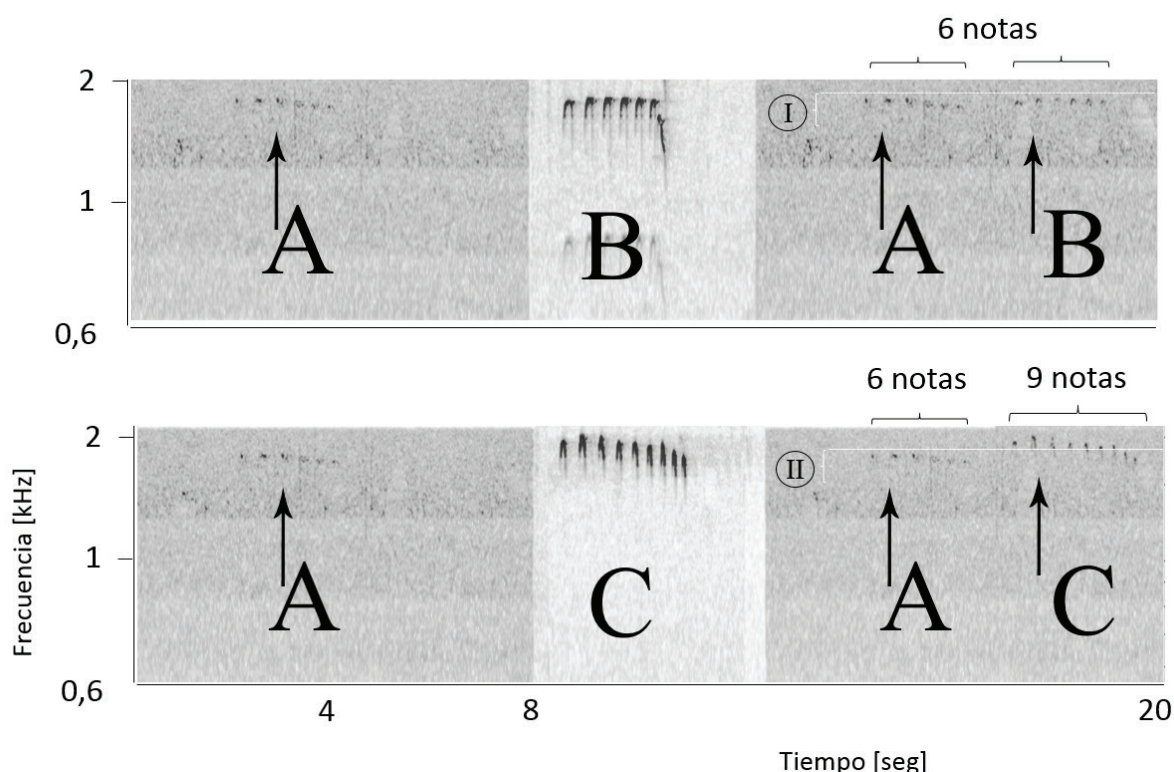 6 notas
2
I
1
A
B
A
B
0,6
6 notas
9 notas
2
II
1
A
C
A
C
0,6
Frecuencia [kHz]
4
8
20
Tiempo [seg]